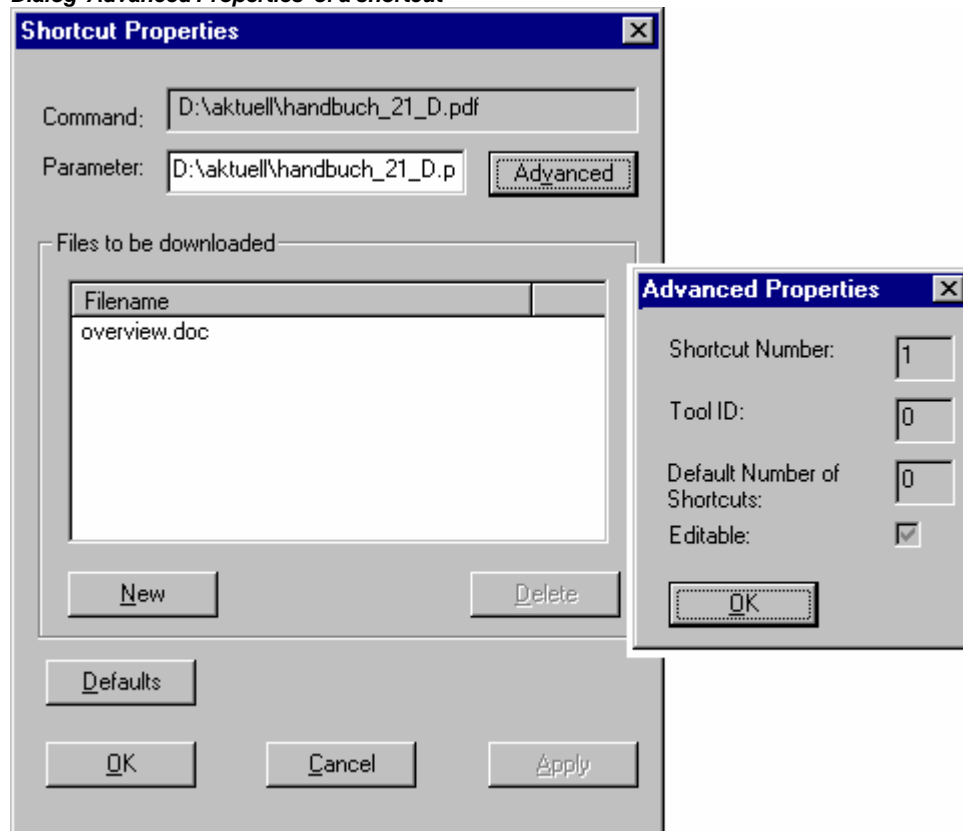 Dialog 'Advanced Properties' of a shortcut
Shortcut Properties
Command:
D:\aktuell\handbuch_21_D.pdf
Parameter:
D:\aktuell\handbuch_21_D.p
Advanced
Files to be downloaded
Filename
overview.doc
New
Delete
Defaults
OK
Cancel
Apply
Advanced Properties
Shortcut Number:
1
Tool ID:
0
Default Number of
Shortcuts:
0
Editable:
OK